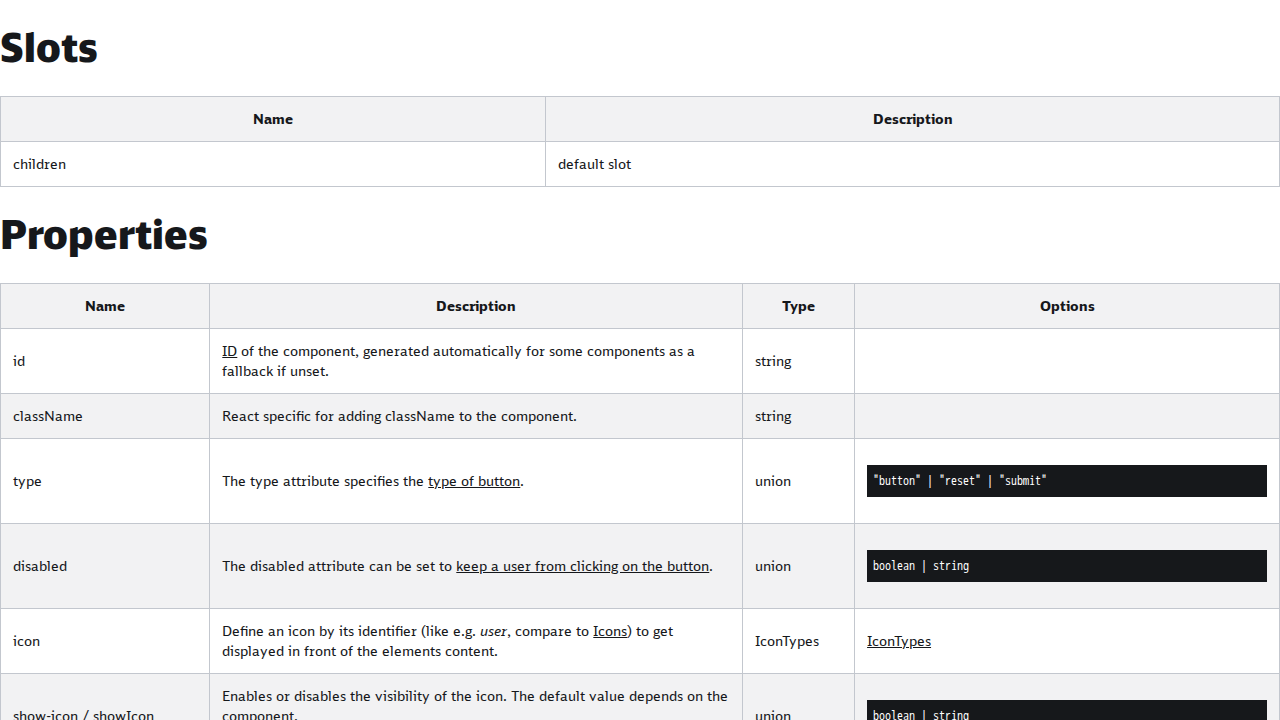 Slots
Name Description
children default slot
Properties
Name Description Type Options
id ID of the component, generated automatically for some components as a fallback if unset. string
className React specific for adding className to the component. string
type The type attribute specifies the type of button. union "button" | "reset" | "submit"
disabled The disabled attribute can be set to keep a user from clicking on the button. union boolean | string
icon Define an icon by its identifier (like e.g. user, compare to Icons) to get displayed in front of the elements content. IconTypes IconTypes
show-icon / showIcon Enables or disables the visibility of the icon. The default value depends on the component. union boolean | string